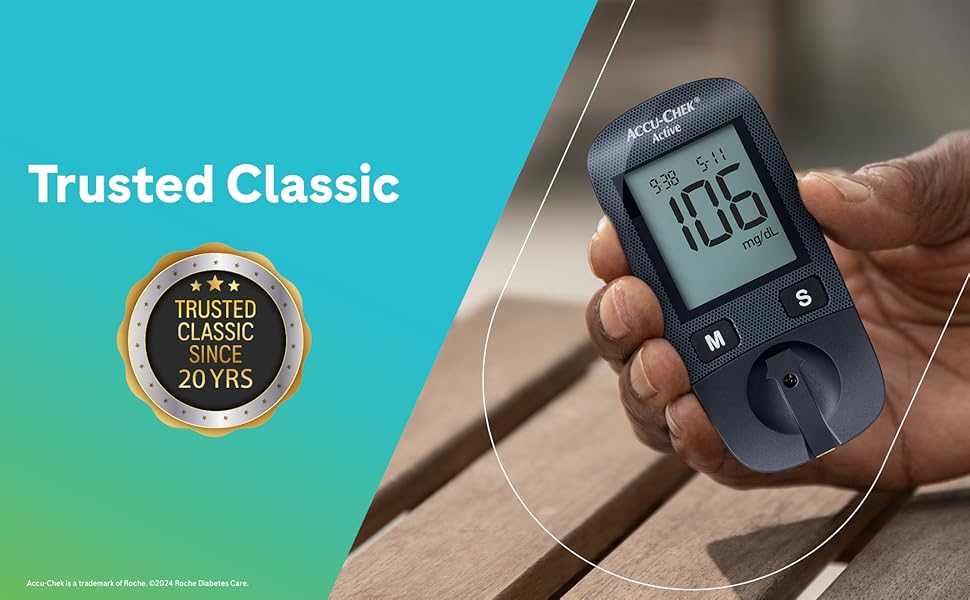 Trusted Classic
TRUSTED
CLASSIC
SINCE
20 YRS
Accu-Chek is a trademark of Roche. ©2024 Roche Diabetes Care.
ACCU-CHEK®
Active
9:38 5-11
106
mg/dL
M S